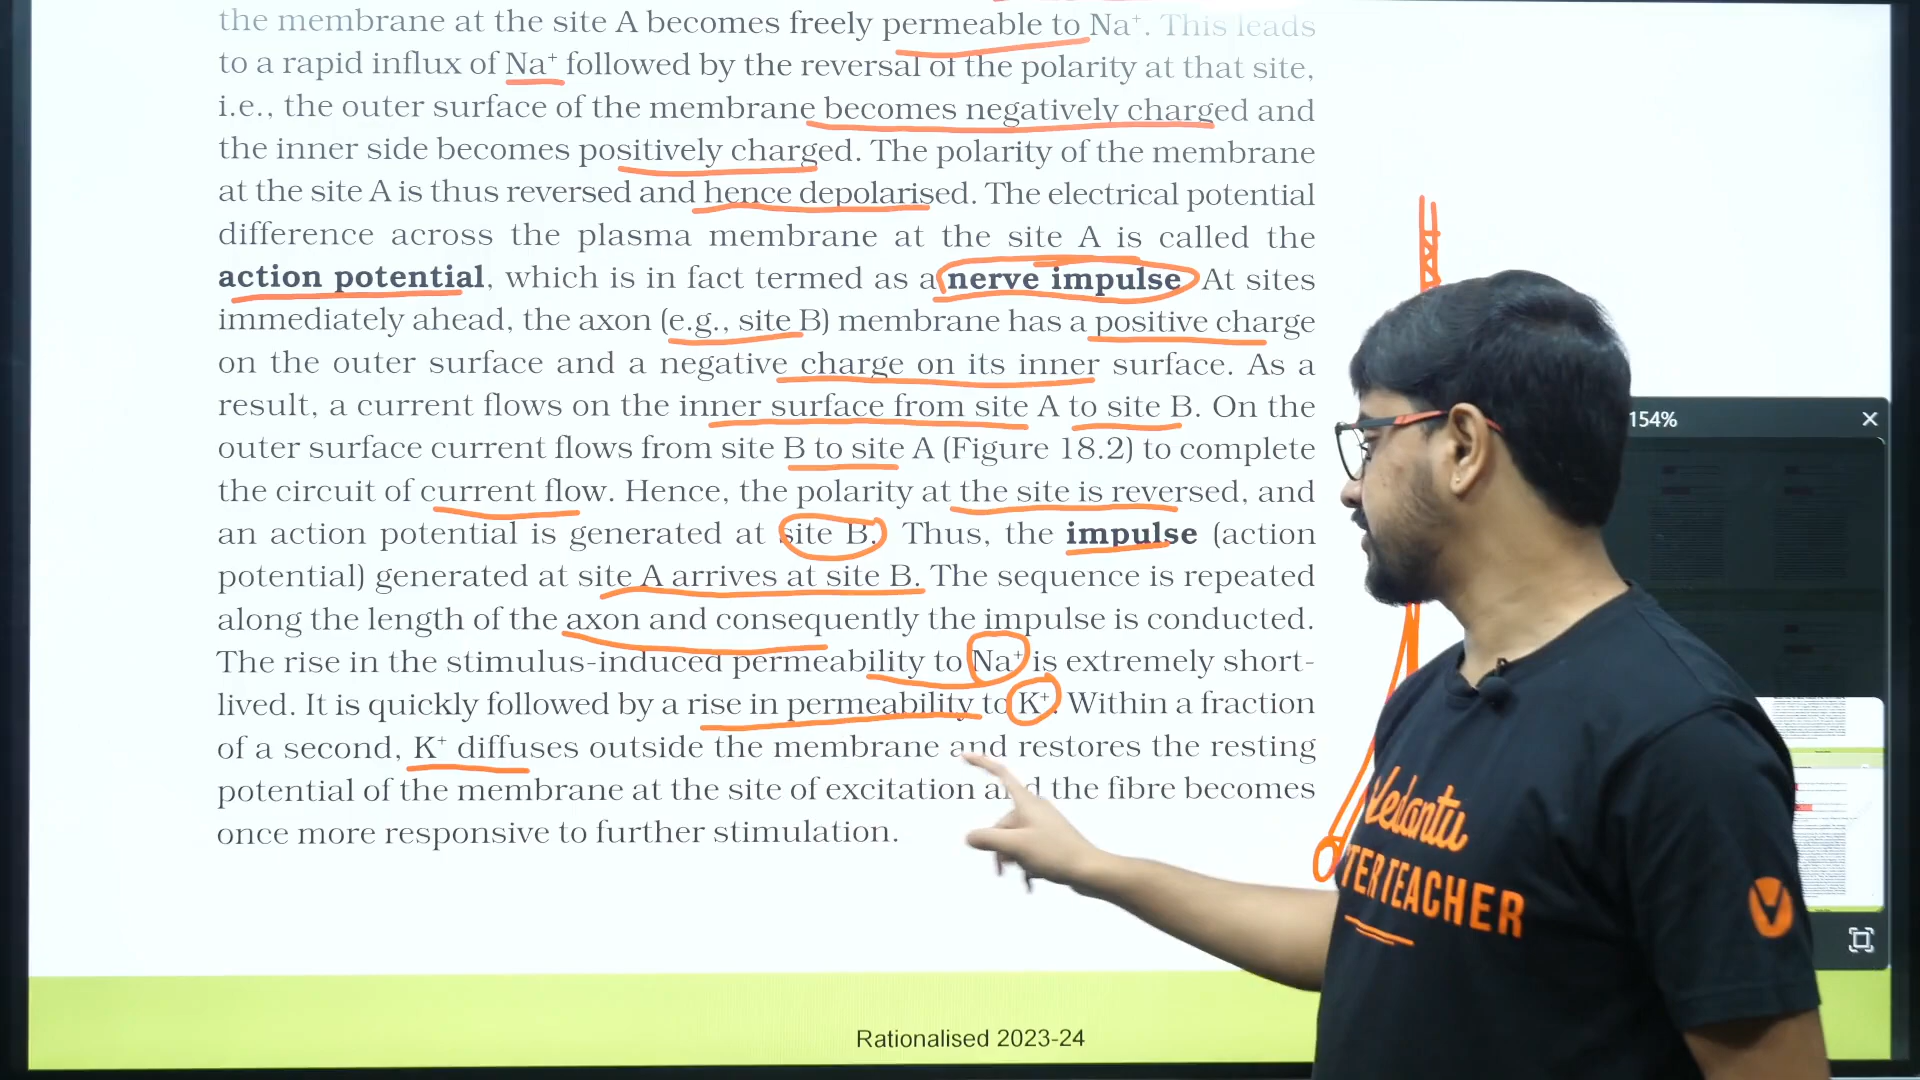 the membrane at the site A becomes freely permeable to Na⁺. This leads
to a rapid influx of Na⁺ followed by the reversal of the polarity at that site,
i.e., the outer surface of the membrane becomes negatively charged and
the inner side becomes positively charged. The polarity of the membrane
at the site A is thus reversed and hence depolarised. The electrical potential
difference across the plasma membrane at the site A is called the
action potential, which is in fact termed as a nerve impulse At sites
immediately ahead, the axon (e.g., site B) membrane has a positive charge
on the outer surface and a negative charge on its inner surface. As a
result, a current flows on the inner surface from site A to site B. On the
outer surface current flows from site B to site A (Figure 18.2) to complete
the circuit of current flow. Hence, the polarity at the site is reversed, and
an action potential is generated at site B. Thus, the impulse (action
potential) generated at site A arrives at site B. The sequence is repeated
along the length of the axon and consequently the impulse is conducted.
The rise in the stimulus-induced permeability to Na⁺ is extremely short-
lived. It is quickly followed by a rise in permeability to K⁺. Within a fraction
of a second, K⁺ diffuses outside the membrane and restores the resting
potential of the membrane at the site of excitation and the fibre becomes
once more responsive to further stimulation.
Rationalised 2023-24
154%
Vedantu
TER TEACHER